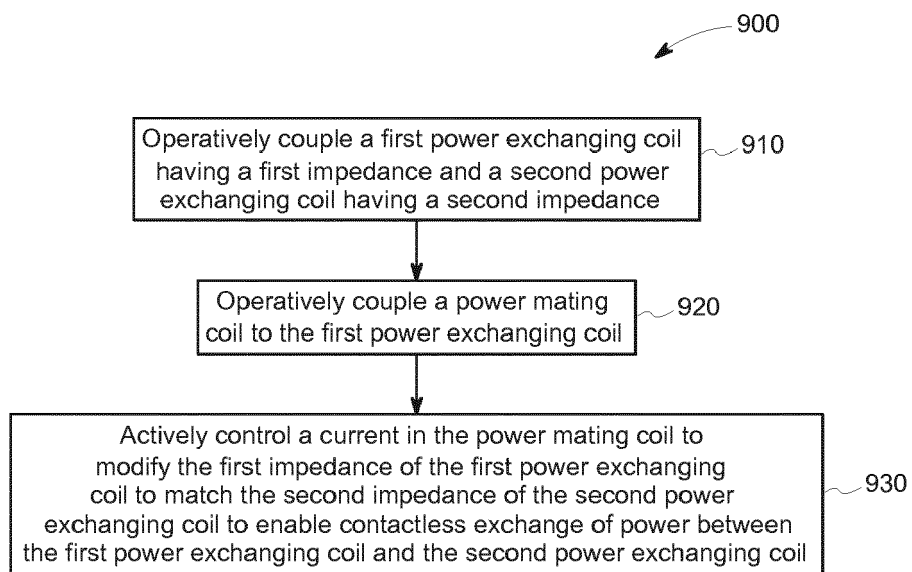 900
Operatively couple a first power exchanging coil
having a first impedance and a second power
exchanging coil having a second impedance
910
Operatively couple a power mating
coil to the first power exchanging coil
920
Actively control a current in the power mating coil to
modify the first impedance of the first power exchanging
coil to match the second impedance of the second power
exchanging coil to enable contactless exchange of power between
the first power exchanging coil and the second power exchanging coil
930